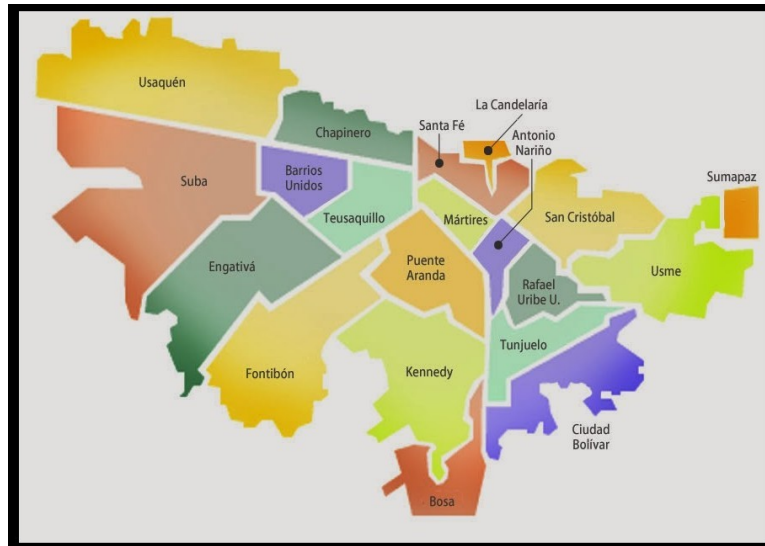 Usaquén
Chapinero
Santa Fé
La Candelaría
Antonio
Nariño
Suba
Barrios
Unidos
Teusaquillo
Mártires
San Cristóbal
Sumapaz
Engativá
Puente
Aranda
Rafael
Uribe U.
Usme
Fontibón
Kennedy
Tunjuelo
Ciudad
Bolívar
Bosa